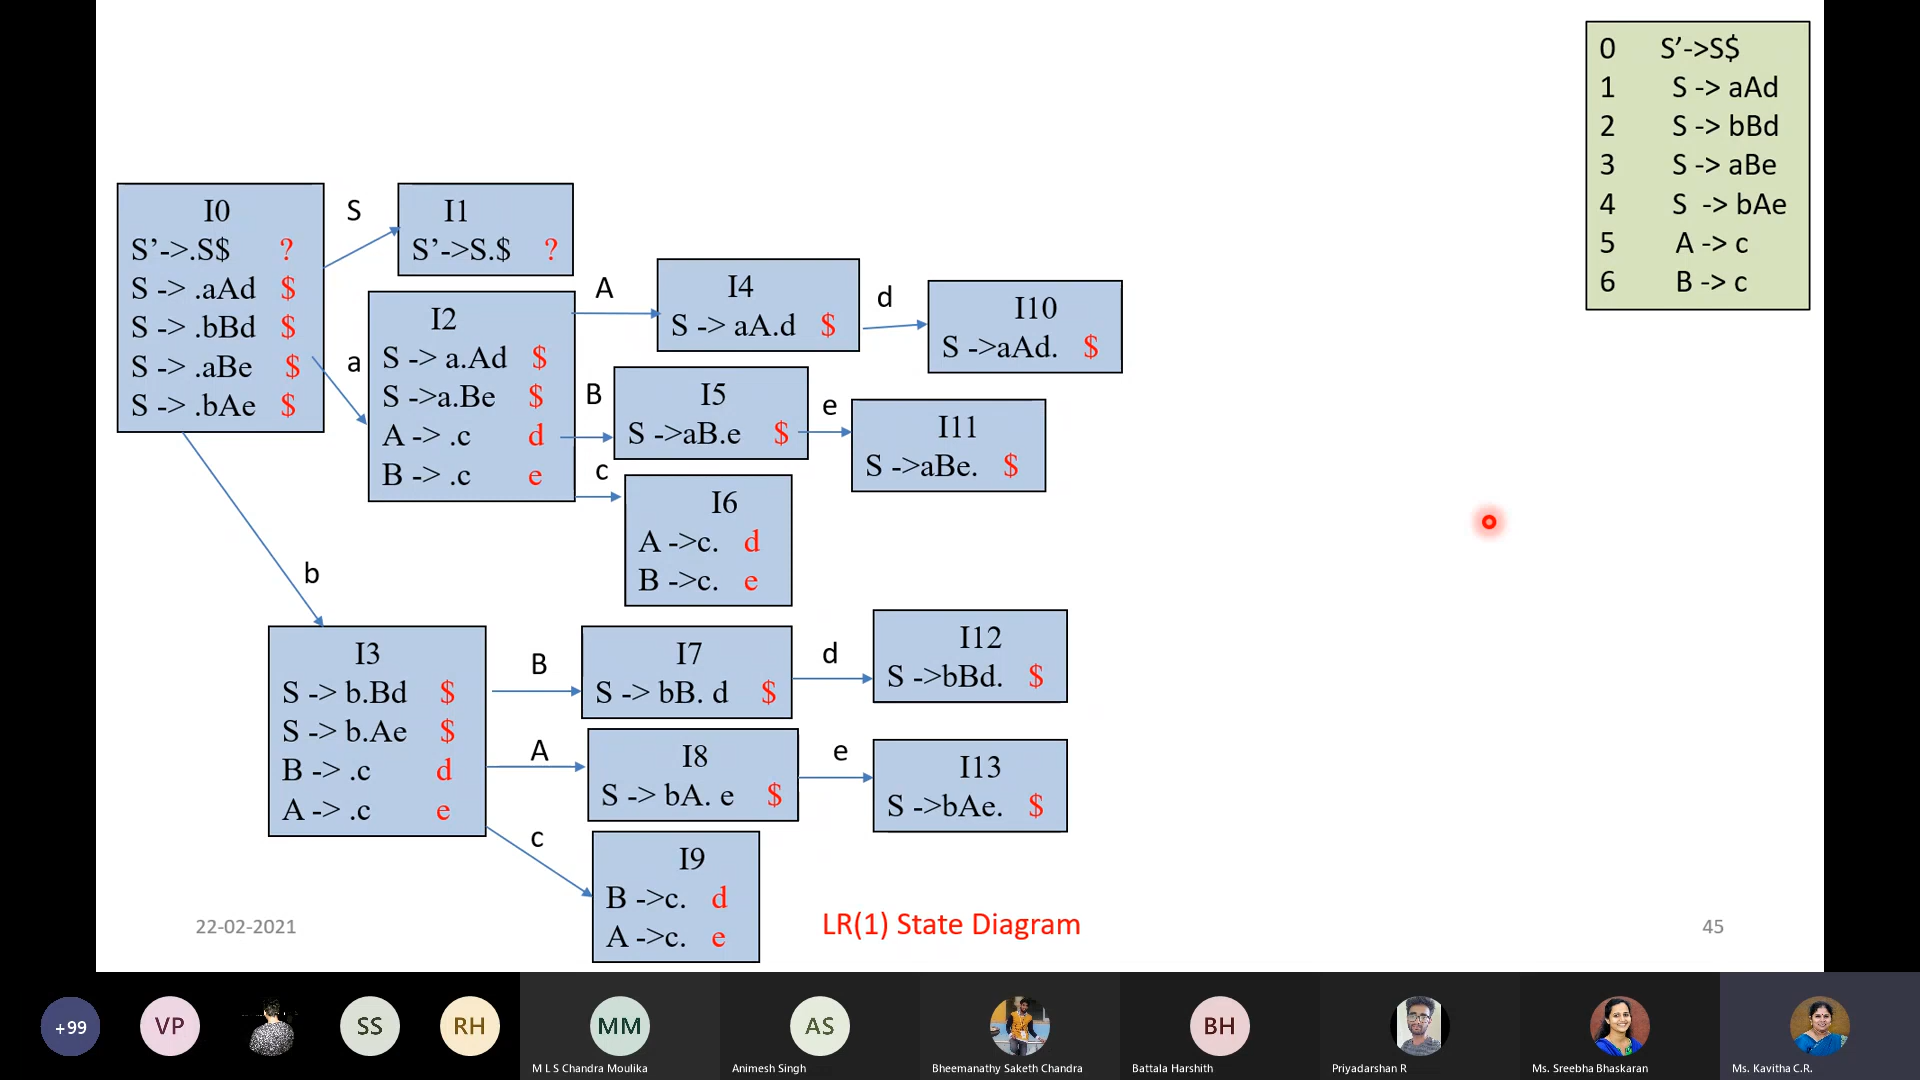 0 S’->S$
1 S -> aAd
2 S -> bBd
3 S -> aBe
4 S -> bAe
5 A -> c
6 B -> c
I0
S’->.S$ ?
S -> .aAd $
S -> .bBd $
S -> .aBe $
S -> .bAe $
S
I1
S’->S.$ ?
a
I2
S -> a.Ad $
S ->a.Be $
A -> .c d
B -> .c e
A
I4
S -> aA.d $
d
I10
S ->aAd. $
B
I5
S ->aB.e $
e
I11
S ->aBe. $
c
I6
A ->c. d
B ->c. e
b
I3
S -> b.Bd $
S -> b.Ae $
B -> .c d
A -> .c e
B
I7
S -> bB. d $
d
I12
S ->bBd. $
A
I8
S -> bA. e $
e
I13
S ->bAe. $
c
I9
B ->c. d
A ->c. e
22-02-2021
LR(1) State Diagram
45
+99
VP
SS
RH
MM
AS
BH
M L S Chandra Moulika
Animesh Singh
Bheemanathy Saketh Chandra
Battala Harshith
Priyadarshan R
Ms. Sreebha Bhaskaran
Ms. Kavitha C.R.